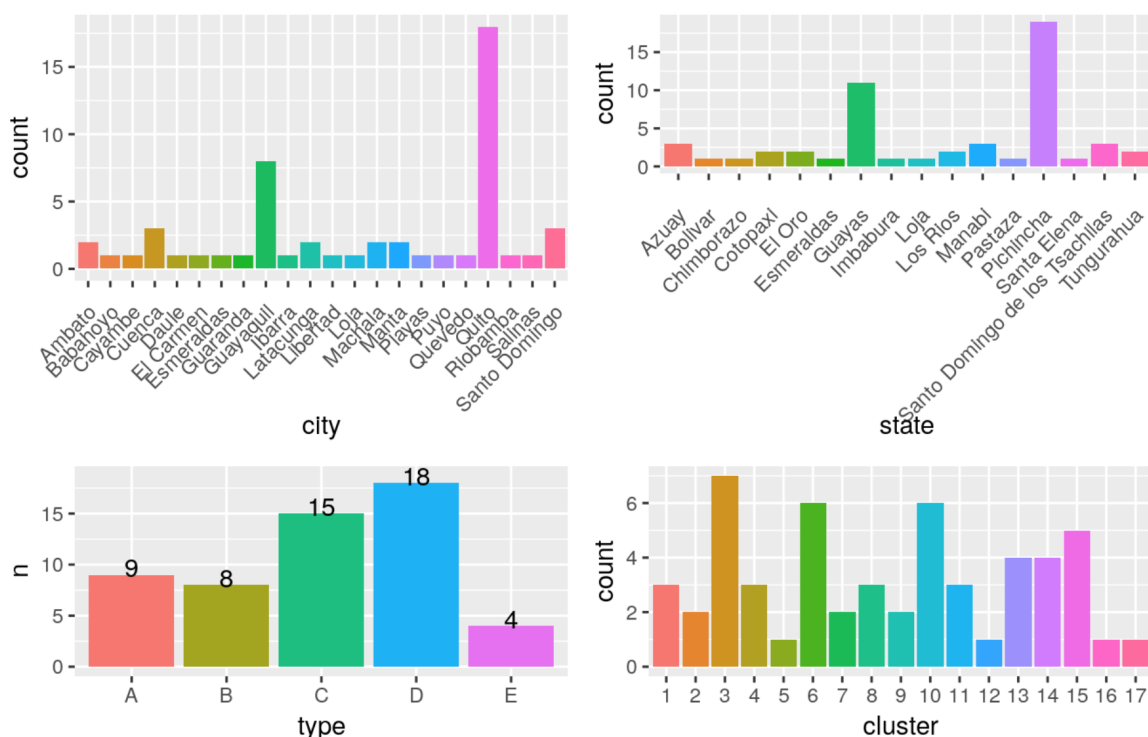 count
15
10
5
0
Ambato
Babahoyo
Cayambe
Cuenca
Daule
El Carmen
Esmeraldas
Guaranda
Guayaquil
Ibarra
Latacunga
Libertad
Loja
Machala
Manta
Playas
Puyo
Quevedo
Quito
Riobamba
Salinas
Santo Domingo
city
count
15
10
5
0
Azuay
Bolivar
Chimborazo
Cotopaxi
El Oro
Esmeraldas
Guayas
Imbabura
Loja
Los Rios
Manabi
Pastaza
Pichincha
Santa Elena
Santo Domingo de los Tsachilas
Tungurahua
state
n
15
10
5
0
9
8
15
18
4
A B C D E
type
count
6
4
2
0
1 2 3 4 5 6 7 8 9 10 11 12 13 14 15 16 17
cluster